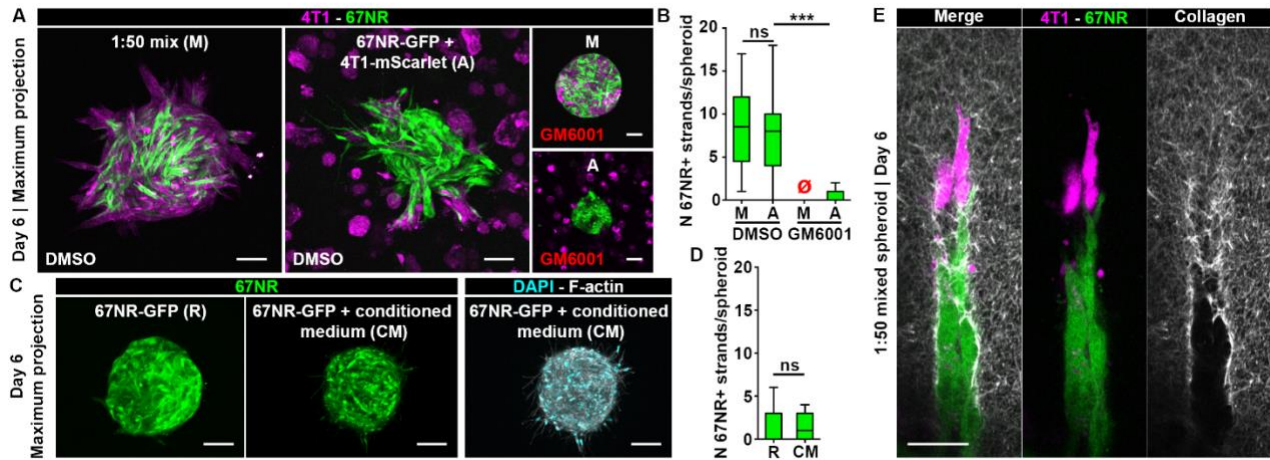 A
4T1 - 67NR
Day 6 | Maximum projection
1:50 mix (M)
DMSO
67NR-GFP +
4T1-mScarlet (A)
DMSO
M
GM6001
A
GM6001
B
N 67NR+ strands/spheroid
20
15
10
5
0
ns
***
Ø
M A M A
DMSO GM6001
C
67NR
DAPI - F-actin
Day 6
Maximum projection
67NR-GFP (R)
67NR-GFP + conditioned
medium (CM)
67NR-GFP + conditioned
medium (CM)
D
N 67NR+ strands/spheroid
20
15
10
5
0
ns
R CM
E
Merge
4T1 - 67NR
Collagen
1:50 mixed spheroid | Day 6